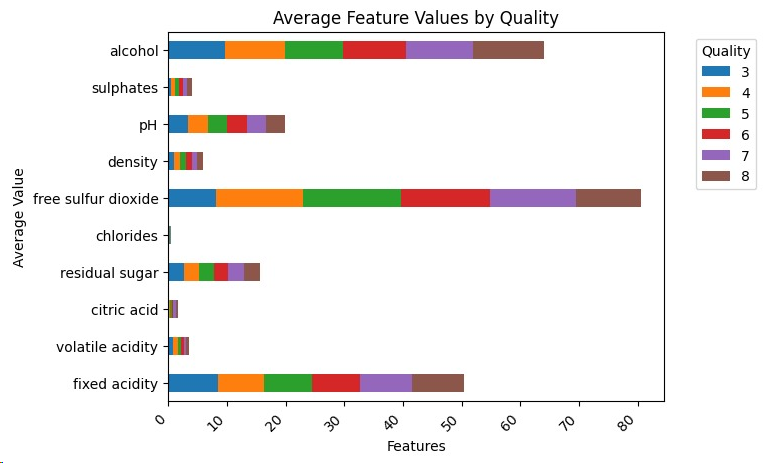 Average Feature Values by Quality
Average Value
alcohol
sulphates
pH
density
free sulfur dioxide
chlorides
residual sugar
citric acid
volatile acidity
fixed acidity
0 10 20 30 40 50 60 70 80
Features
Quality
3
4
5
6
7
8